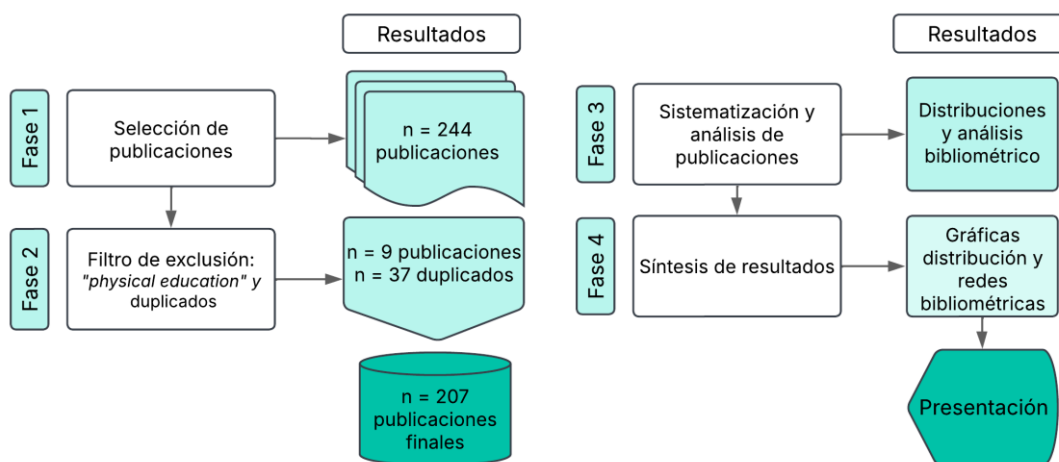 Resultados
Fase 1
Selección de
publicaciones
n = 244
publicaciones
Fase 2
Filtro de exclusión:
"physical education" y
duplicados
n = 9 publicaciones
n = 37 duplicados
n = 207
publicaciones
finales
Resultados
Fase 3
Sistematización y
análisis de
publicaciones
Distribuciones
y análisis
bibliométrico
Fase 4
Síntesis de resultados
Gráficas
distribución y
redes
bibliométricas
Presentación